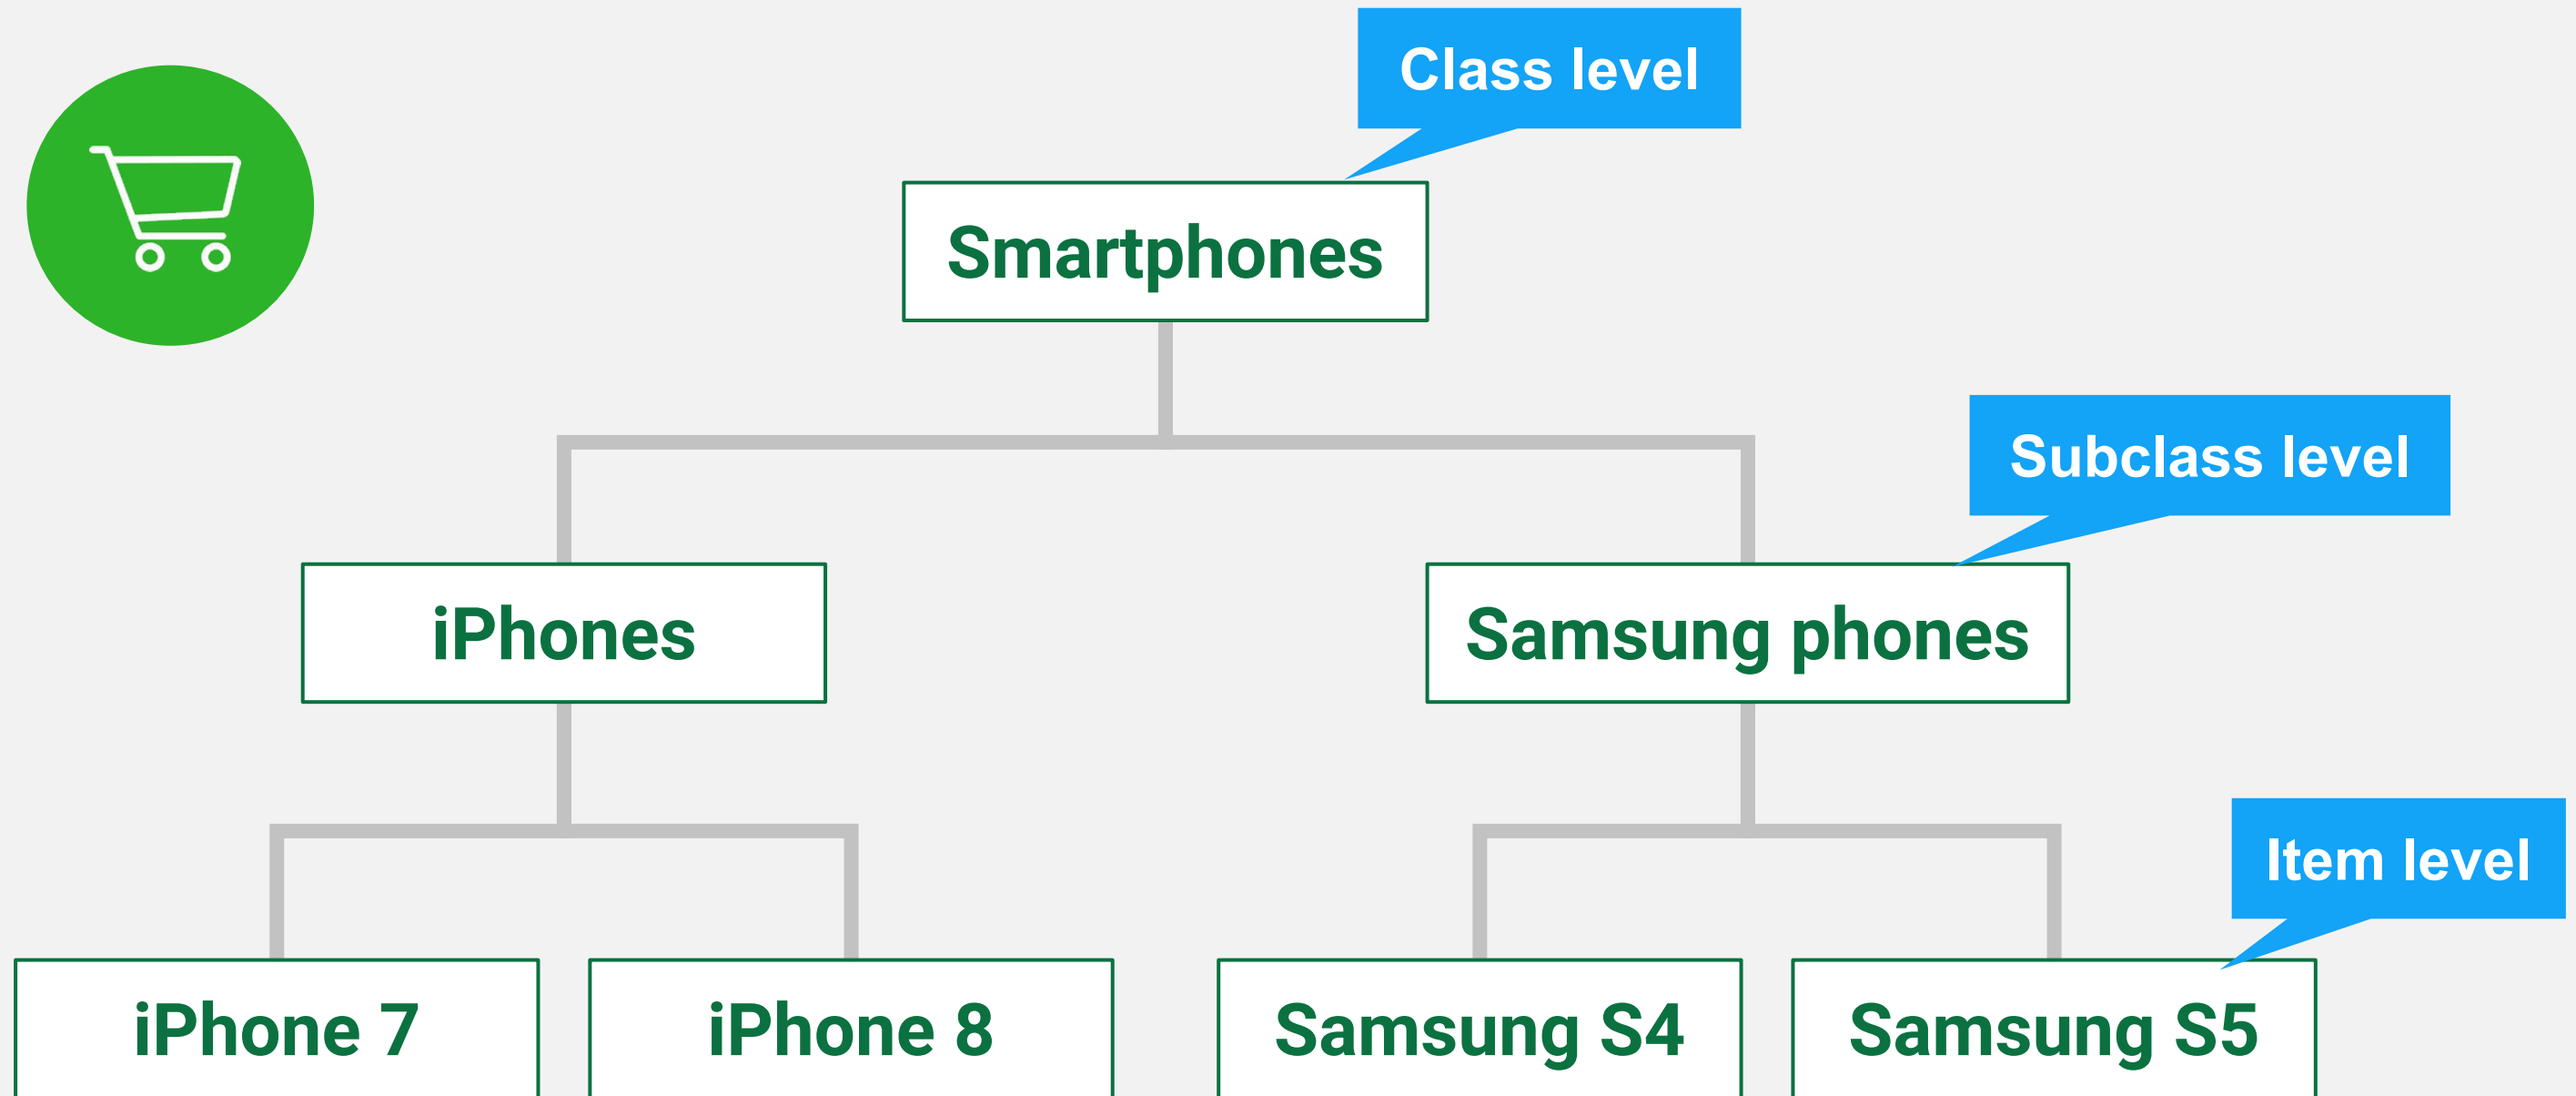 Class level
Smartphones
Subclass level
iPhones
Samsung phones
Item level
iPhone 7
iPhone 8
Samsung S4
Samsung S5